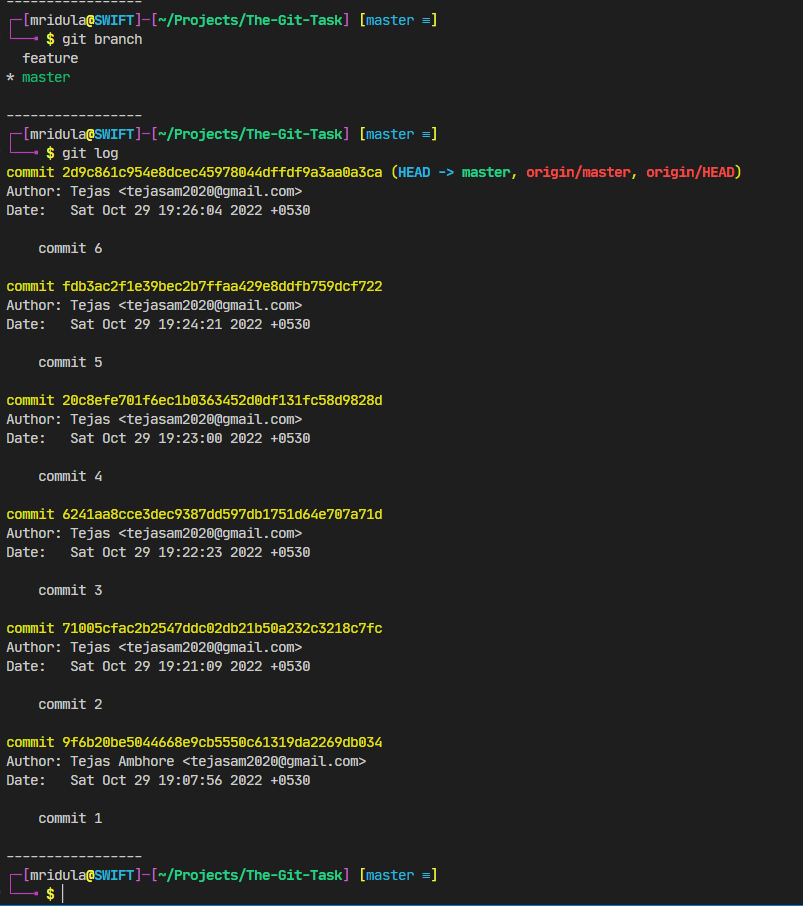 -----------------
┌─[mridula@SWIFT]─[~/Projects/The-Git-Task] [master ≡]
└──╼ $ git branch
  feature
* master

-----------------
┌─[mridula@SWIFT]─[~/Projects/The-Git-Task] [master ≡]
└──╼ $ git log
commit 2d9c861c954e8dcec45978044dffdf9a3aa0a3ca (HEAD -> master, origin/master, origin/HEAD)
Author: Tejas <tejasam2020@gmail.com>
Date:   Sat Oct 29 19:26:04 2022 +0530

    commit 6

commit fdb3ac2f1e39bec2b7ffaa429e8ddfb759dcf722
Author: Tejas <tejasam2020@gmail.com>
Date:   Sat Oct 29 19:24:21 2022 +0530

    commit 5

commit 20c8efe701f6ec1b0363452d0df131fc58d9828d
Author: Tejas <tejasam2020@gmail.com>
Date:   Sat Oct 29 19:23:00 2022 +0530

    commit 4

commit 6241aa8cce3dec9387dd597db1751d64e707a71d
Author: Tejas <tejasam2020@gmail.com>
Date:   Sat Oct 29 19:22:23 2022 +0530

    commit 3

commit 71005cfac2b2547ddc02db21b50a232c3218c7fc
Author: Tejas <tejasam2020@gmail.com>
Date:   Sat Oct 29 19:21:09 2022 +0530

    commit 2

commit 9f6b20be5044668e9cb5550c61319da2269db034
Author: Tejas Ambhore <tejasam2020@gmail.com>
Date:   Sat Oct 29 19:07:56 2022 +0530

    commit 1

-----------------
┌─[mridula@SWIFT]─[~/Projects/The-Git-Task] [master ≡]
└──╼ $